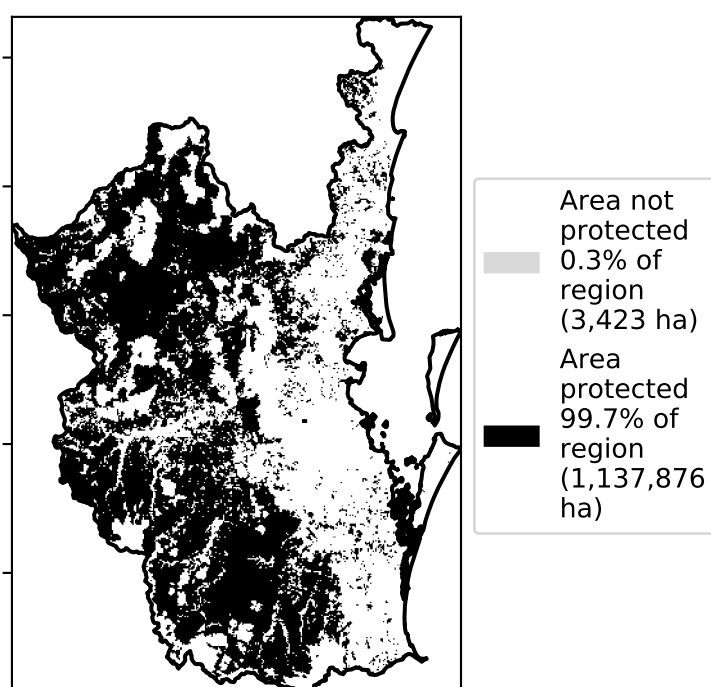 Area not
protected
0.3% of
region
(3,423 ha)
Area
protected
99.7% of
region
(1,137,876
ha)